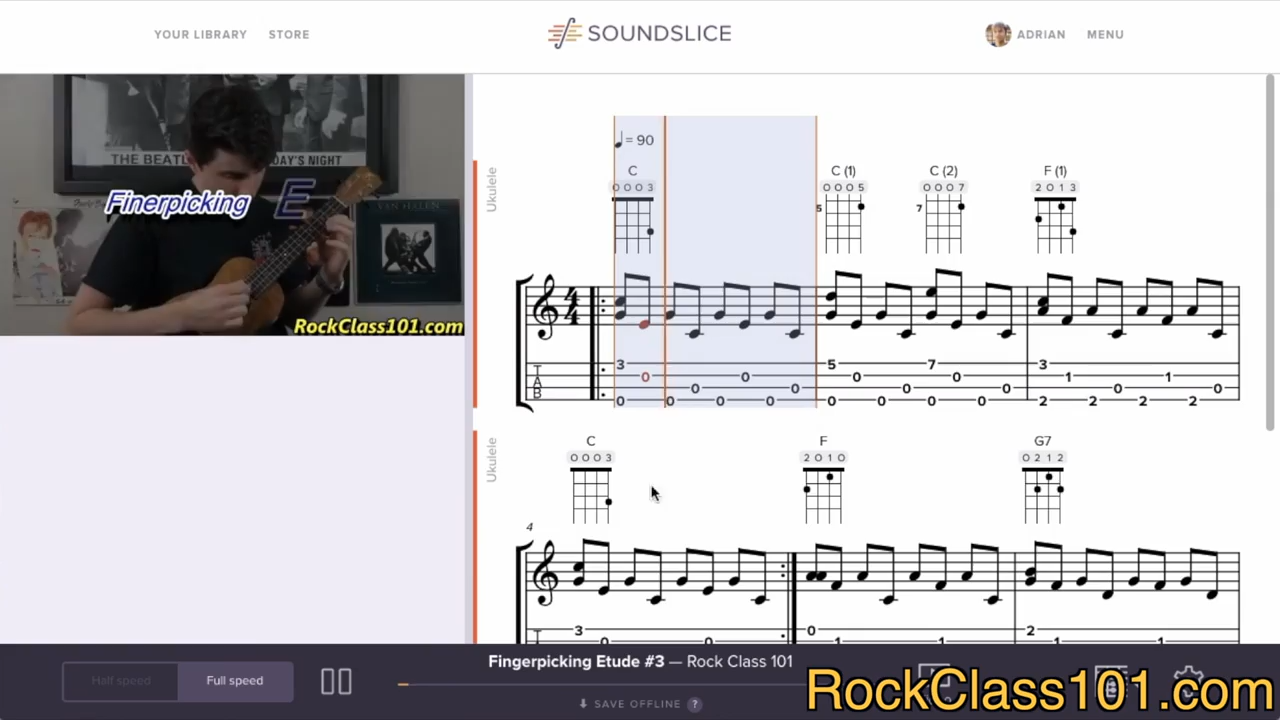 YOUR LIBRARY STORE SOUNDSLICE ADRIAN MENU
THE BEATLES
DAY'S NIGHT
Finerpicking E
VAN HALEN
RockClass101.com
Ukulele
= 90
C C (1) C (2) F (1)
0 0 0 3 0 0 0 5 0 0 0 7 2 0 1 3
5 7
4
4
3 5 7 3
0 0 0 0 0 1 1
0 0 0 0 0 0
T
A
B
0 0 0 0 0 0 0 0 2 2 2 2
Ukulele
C F G7
0 0 0 3 2 0 1 0 0 2 1 2
4
3 0 2
0 0 1 1 1 1
T
Half speed Full speed
Fingerpicking Etude #3 — Rock Class 101
SAVE OFFLINE ?
RockClass101.com